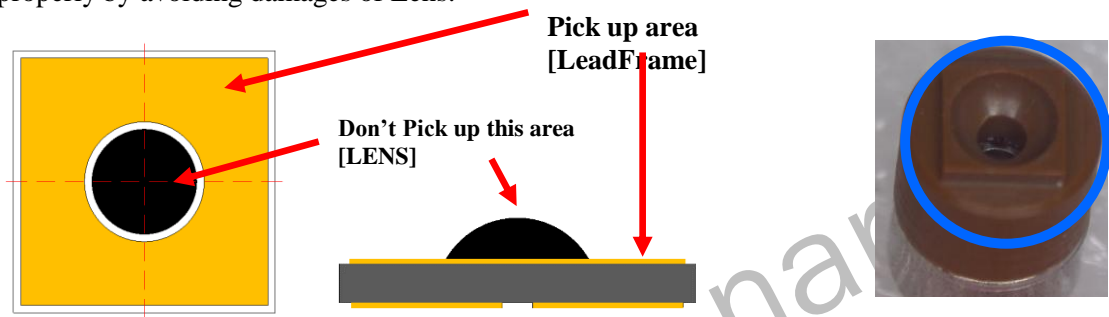 properly by avoiding damages of Lens.
Pick up area
[LeadFrame]
Don’t Pick up this area
[LENS]